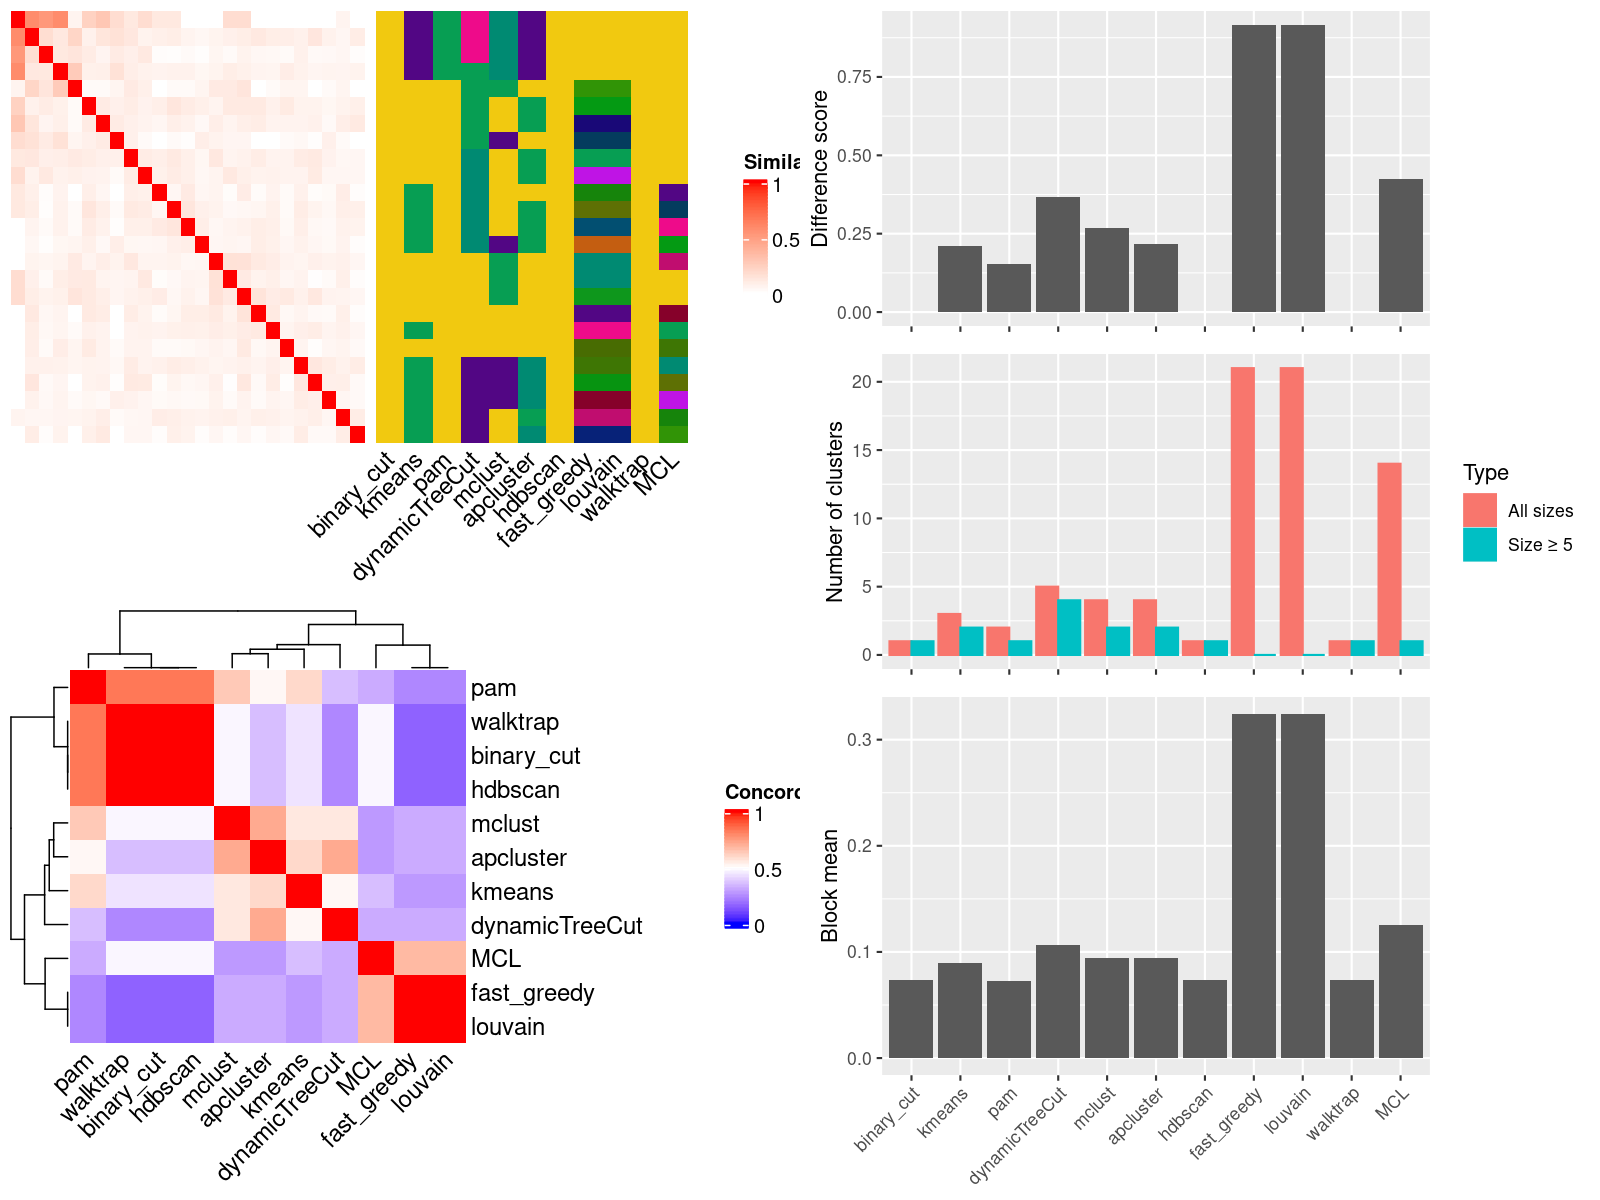 Simila
1
0.5
0
binary_cut
kmeans
pam
dynamicTreeCut
mclust
apcluster
hdbscan
fast_greedy
louvain
walktrap
MCL
pam
walktrap
binary_cut
hdbscan
mclust
apcluster
kmeans
dynamicTreeCut
MCL
fast_greedy
louvain
pam
walktrap
binary_cut
hdbscan
mclust
apcluster
kmeans
dynamicTreeCut
MCL
fast_greedy
louvain
Concord
1
0.5
0
Difference score
0.75
0.50
0.25
0.00
Number of clusters
20
15
10
5
0
Type
All sizes
Size ≥ 5
Block mean
0.3
0.2
0.1
0.0
binary_cut
kmeans
pam
dynamicTreeCut
mclust
apcluster
hdbscan
fast_greedy
louvain
walktrap
MCL